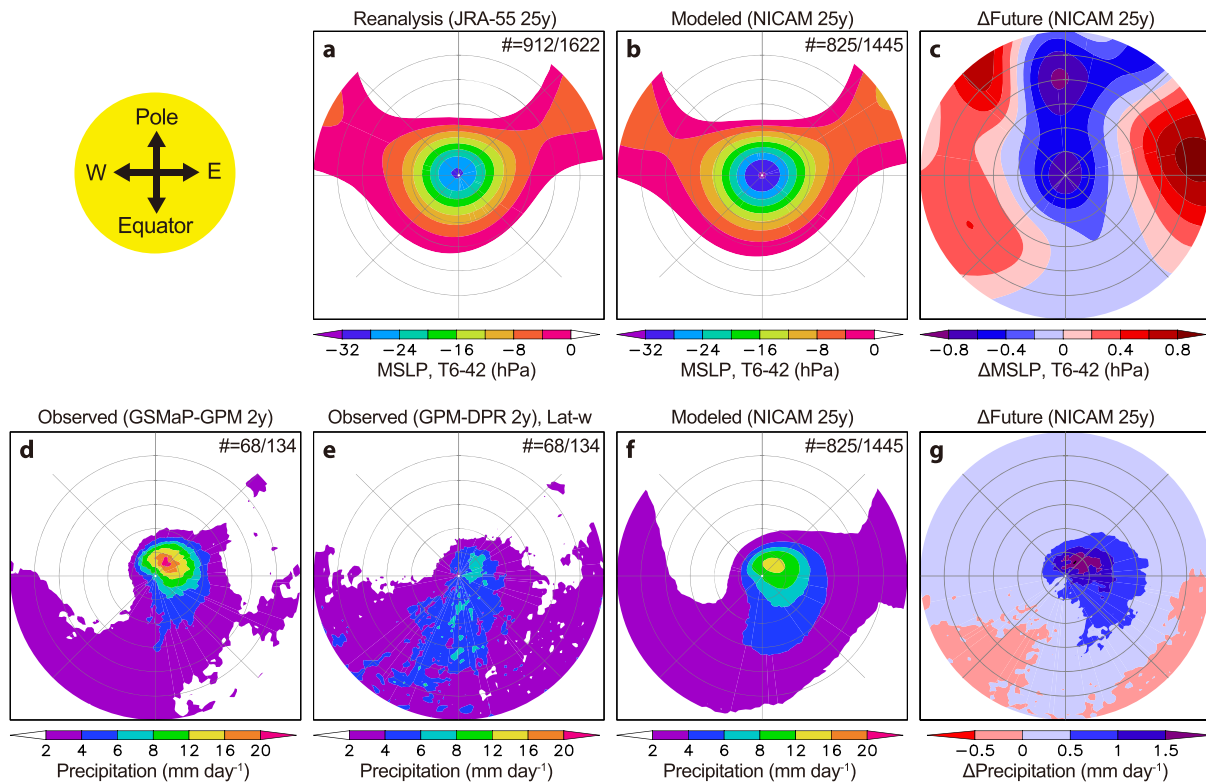 Reanalysis (JRA-55 25y)
Modeled (NICAM 25y)
ΔFuture (NICAM 25y)
a
#=912/1622
b
#=825/1445
c
Pole
W
E
Equator
−32
−24
−16
−8
0
MSLP, T6-42 (hPa)
−32
−24
−16
−8
0
MSLP, T6-42 (hPa)
−0.8
−0.4
0
0.4
0.8
ΔMSLP, T6-42 (hPa)
Observed (GSMaP-GPM 2y)
Observed (GPM-DPR 2y), Lat-w
Modeled (NICAM 25y)
ΔFuture (NICAM 25y)
d
#=68/134
e
#=68/134
f
#=825/1445
g
2 4 6 8 12 16 20
Precipitation (mm day⁻¹)
2 4 6 8 12 16 20
Precipitation (mm day⁻¹)
2 4 6 8 12 16 20
Precipitation (mm day⁻¹)
−0.5 0 0.5 1 1.5
ΔPrecipitation (mm day⁻¹)